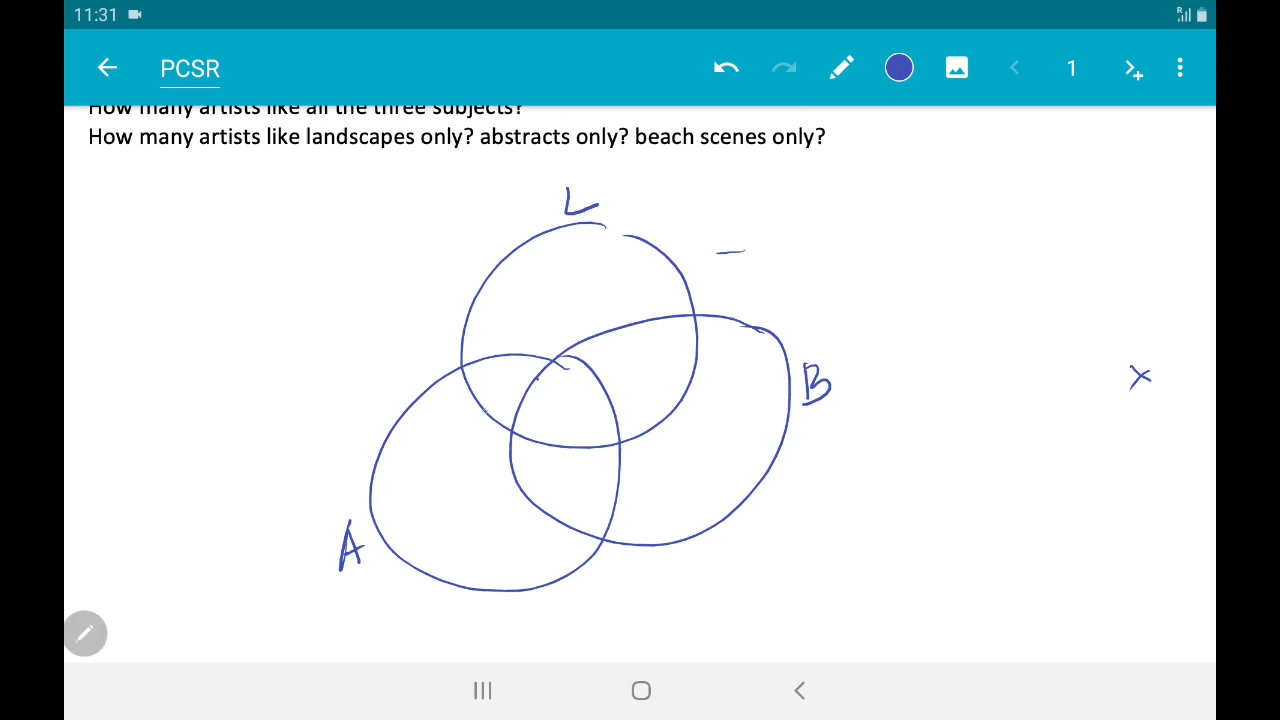 11:31
R
PCSR
1
How many artists like all the three subjects?
How many artists like landscapes only? abstracts only? beach scenes only?
L
B
x
A